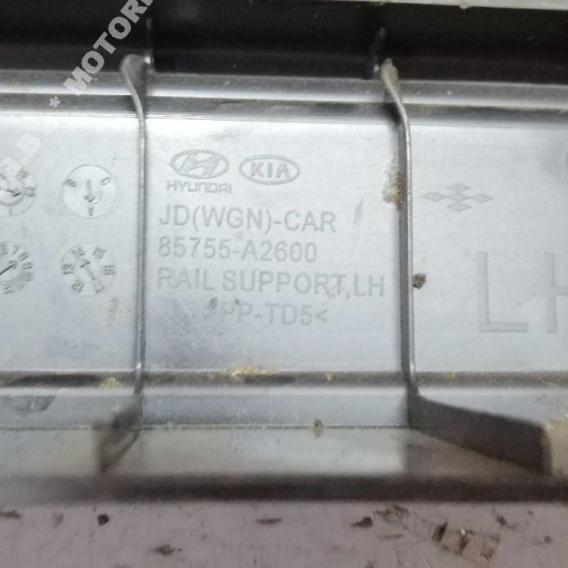 HYUNDAI KIA
JD(WGN)-CAR
85755-A2600
RAIL SUPPORT,LH
>PP-TD5<
LH